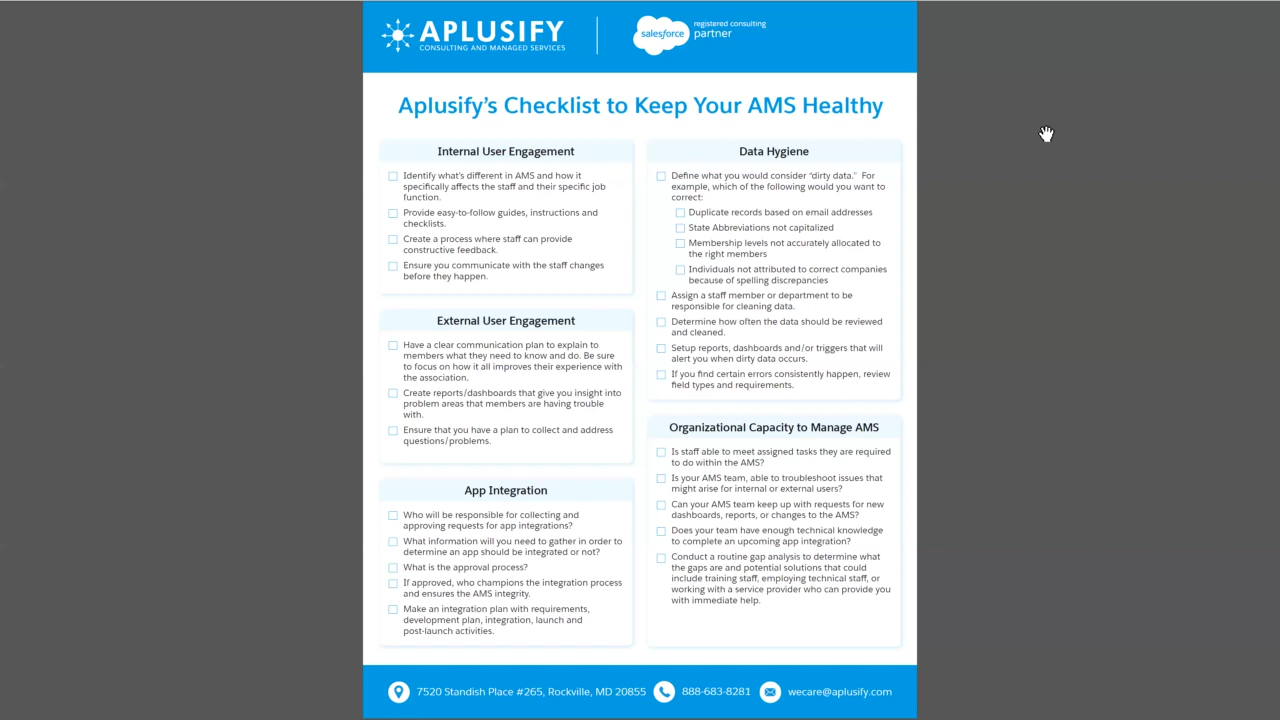 APLUSIFY
CONSULTING AND MANAGED SERVICES
salesforce
registered consulting
partner
Aplusify's Checklist to Keep Your AMS Healthy
Internal User Engagement
Identify what's different in AMS and how it
specifically affects the staff and their specific job
function.
Provide easy-to-follow guides, instructions and
checklists.
Create a process where staff can provide
constructive feedback.
Ensure you communicate with the staff changes
before they happen.
External User Engagement
Have a clear communication plan to explain to
members what they need to know and do. Be sure
to focus on how it all improves their experience with
the association.
Create reports/dashboards that give you insight into
problem areas that members are having trouble
with.
Ensure that you have a plan to collect and address
questions/problems.
App Integration
Who will be responsible for collecting and
approving requests for app integrations?
What information will you need to gather in order to
determine an app should be integrated or not?
What is the approval process?
If approved, who champions the integration process
and ensures the AMS integrity.
Make an integration plan with requirements,
development plan, integration, launch and
post-launch activities.
Data Hygiene
Define what you would consider "dirty data." For
example, which of the following would you want to
correct:
Duplicate records based on email addresses
State Abbreviations not capitalized
Membership levels not accurately allocated to
the right members
Individuals not attributed to correct companies
because of spelling discrepancies
Assign a staff member or department to be
responsible for cleaning data.
Determine how often the data should be reviewed
and cleaned.
Setup reports, dashboards and/or triggers that will
alert you when dirty data occurs.
If you find certain errors consistently happen, review
field types and requirements.
Organizational Capacity to Manage AMS
Is staff able to meet assigned tasks they are required
to do within the AMS?
Is your AMS team, able to troubleshoot issues that
might arise for internal or external users?
Can your AMS team keep up with requests for new
dashboards, reports, or changes to the AMS?
Does your team have enough technical knowledge
to complete an upcoming app integration?
Conduct a routine gap analysis to determine what
the gaps are and potential solutions that could
include training staff, employing technical staff, or
working with a service provider who can provide you
with immediate help.
7520 Standish Place #265, Rockville, MD 20855
888-683-8281
wecare@aplusify.com